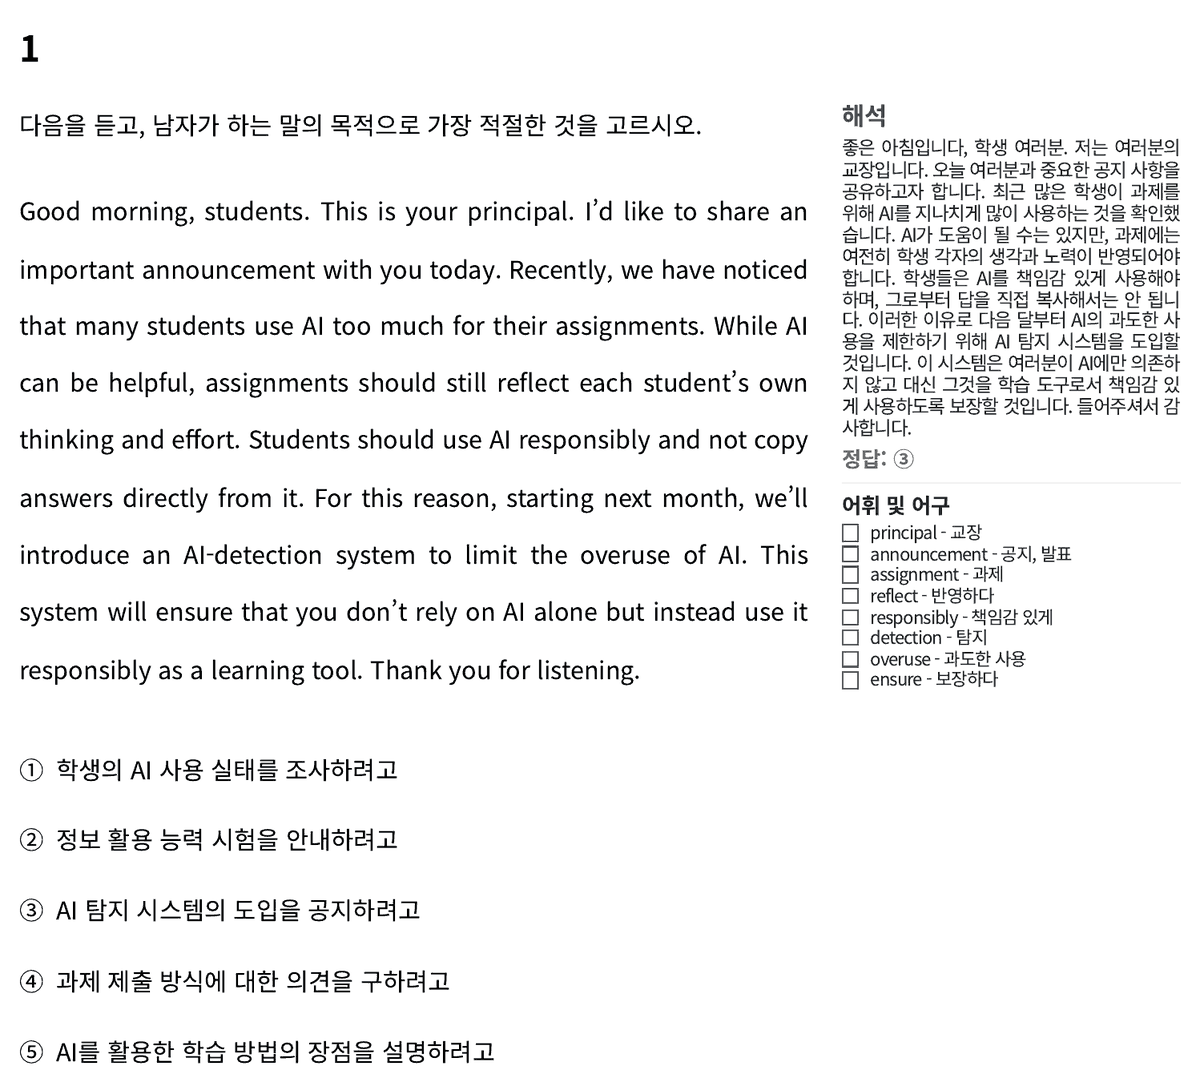 1
다음을 듣고, 남자가 하는 말의 목적으로 가장 적절한 것을 고르시오.
Good morning, students. This is your principal. I’d like to share an
important announcement with you today. Recently, we have noticed
that many students use AI too much for their assignments. While AI
can be helpful, assignments should still reflect each student’s own
thinking and effort. Students should use AI responsibly and not copy
answers directly from it. For this reason, starting next month, we’ll
introduce an AI-detection system to limit the overuse of AI. This
system will ensure that you don’t rely on AI alone but instead use it
responsibly as a learning tool. Thank you for listening.
① 학생의 AI 사용 실태를 조사하려고
② 정보 활용 능력 시험을 안내하려고
③ AI 탐지 시스템의 도입을 공지하려고
④ 과제 제출 방식에 대한 의견을 구하려고
⑤ AI를 활용한 학습 방법의 장점을 설명하려고
해석
좋은 아침입니다, 학생 여러분. 저는 여러분의
교장입니다. 오늘 여러분과 중요한 공지 사항을
공유하고자 합니다. 최근 많은 학생이 과제를
위해 AI를 지나치게 많이 사용하는 것을 확인했
습니다. AI가 도움이 될 수는 있지만, 과제에는
여전히 학생 각자의 생각과 노력이 반영되어야
합니다. 학생들은 AI를 책임감 있게 사용해야
하며, 그로부터 답을 직접 복사해서는 안 됩니
다. 이러한 이유로 다음 달부터 AI의 과도한 사
용을 제한하기 위해 AI 탐지 시스템을 도입할
것입니다. 이 시스템은 여러분이 AI에만 의존하
지 않고 대신 그것을 학습 도구로서 책임감 있
게 사용하도록 보장할 것입니다. 들어주셔서 감
사합니다.
정답: ③
어휘 및 어구
□ principal - 교장
□ announcement - 공지, 발표
□ assignment - 과제
□ reflect - 반영하다
□ responsibly - 책임감 있게
□ detection - 탐지
□ overuse - 과도한 사용
□ ensure - 보장하다